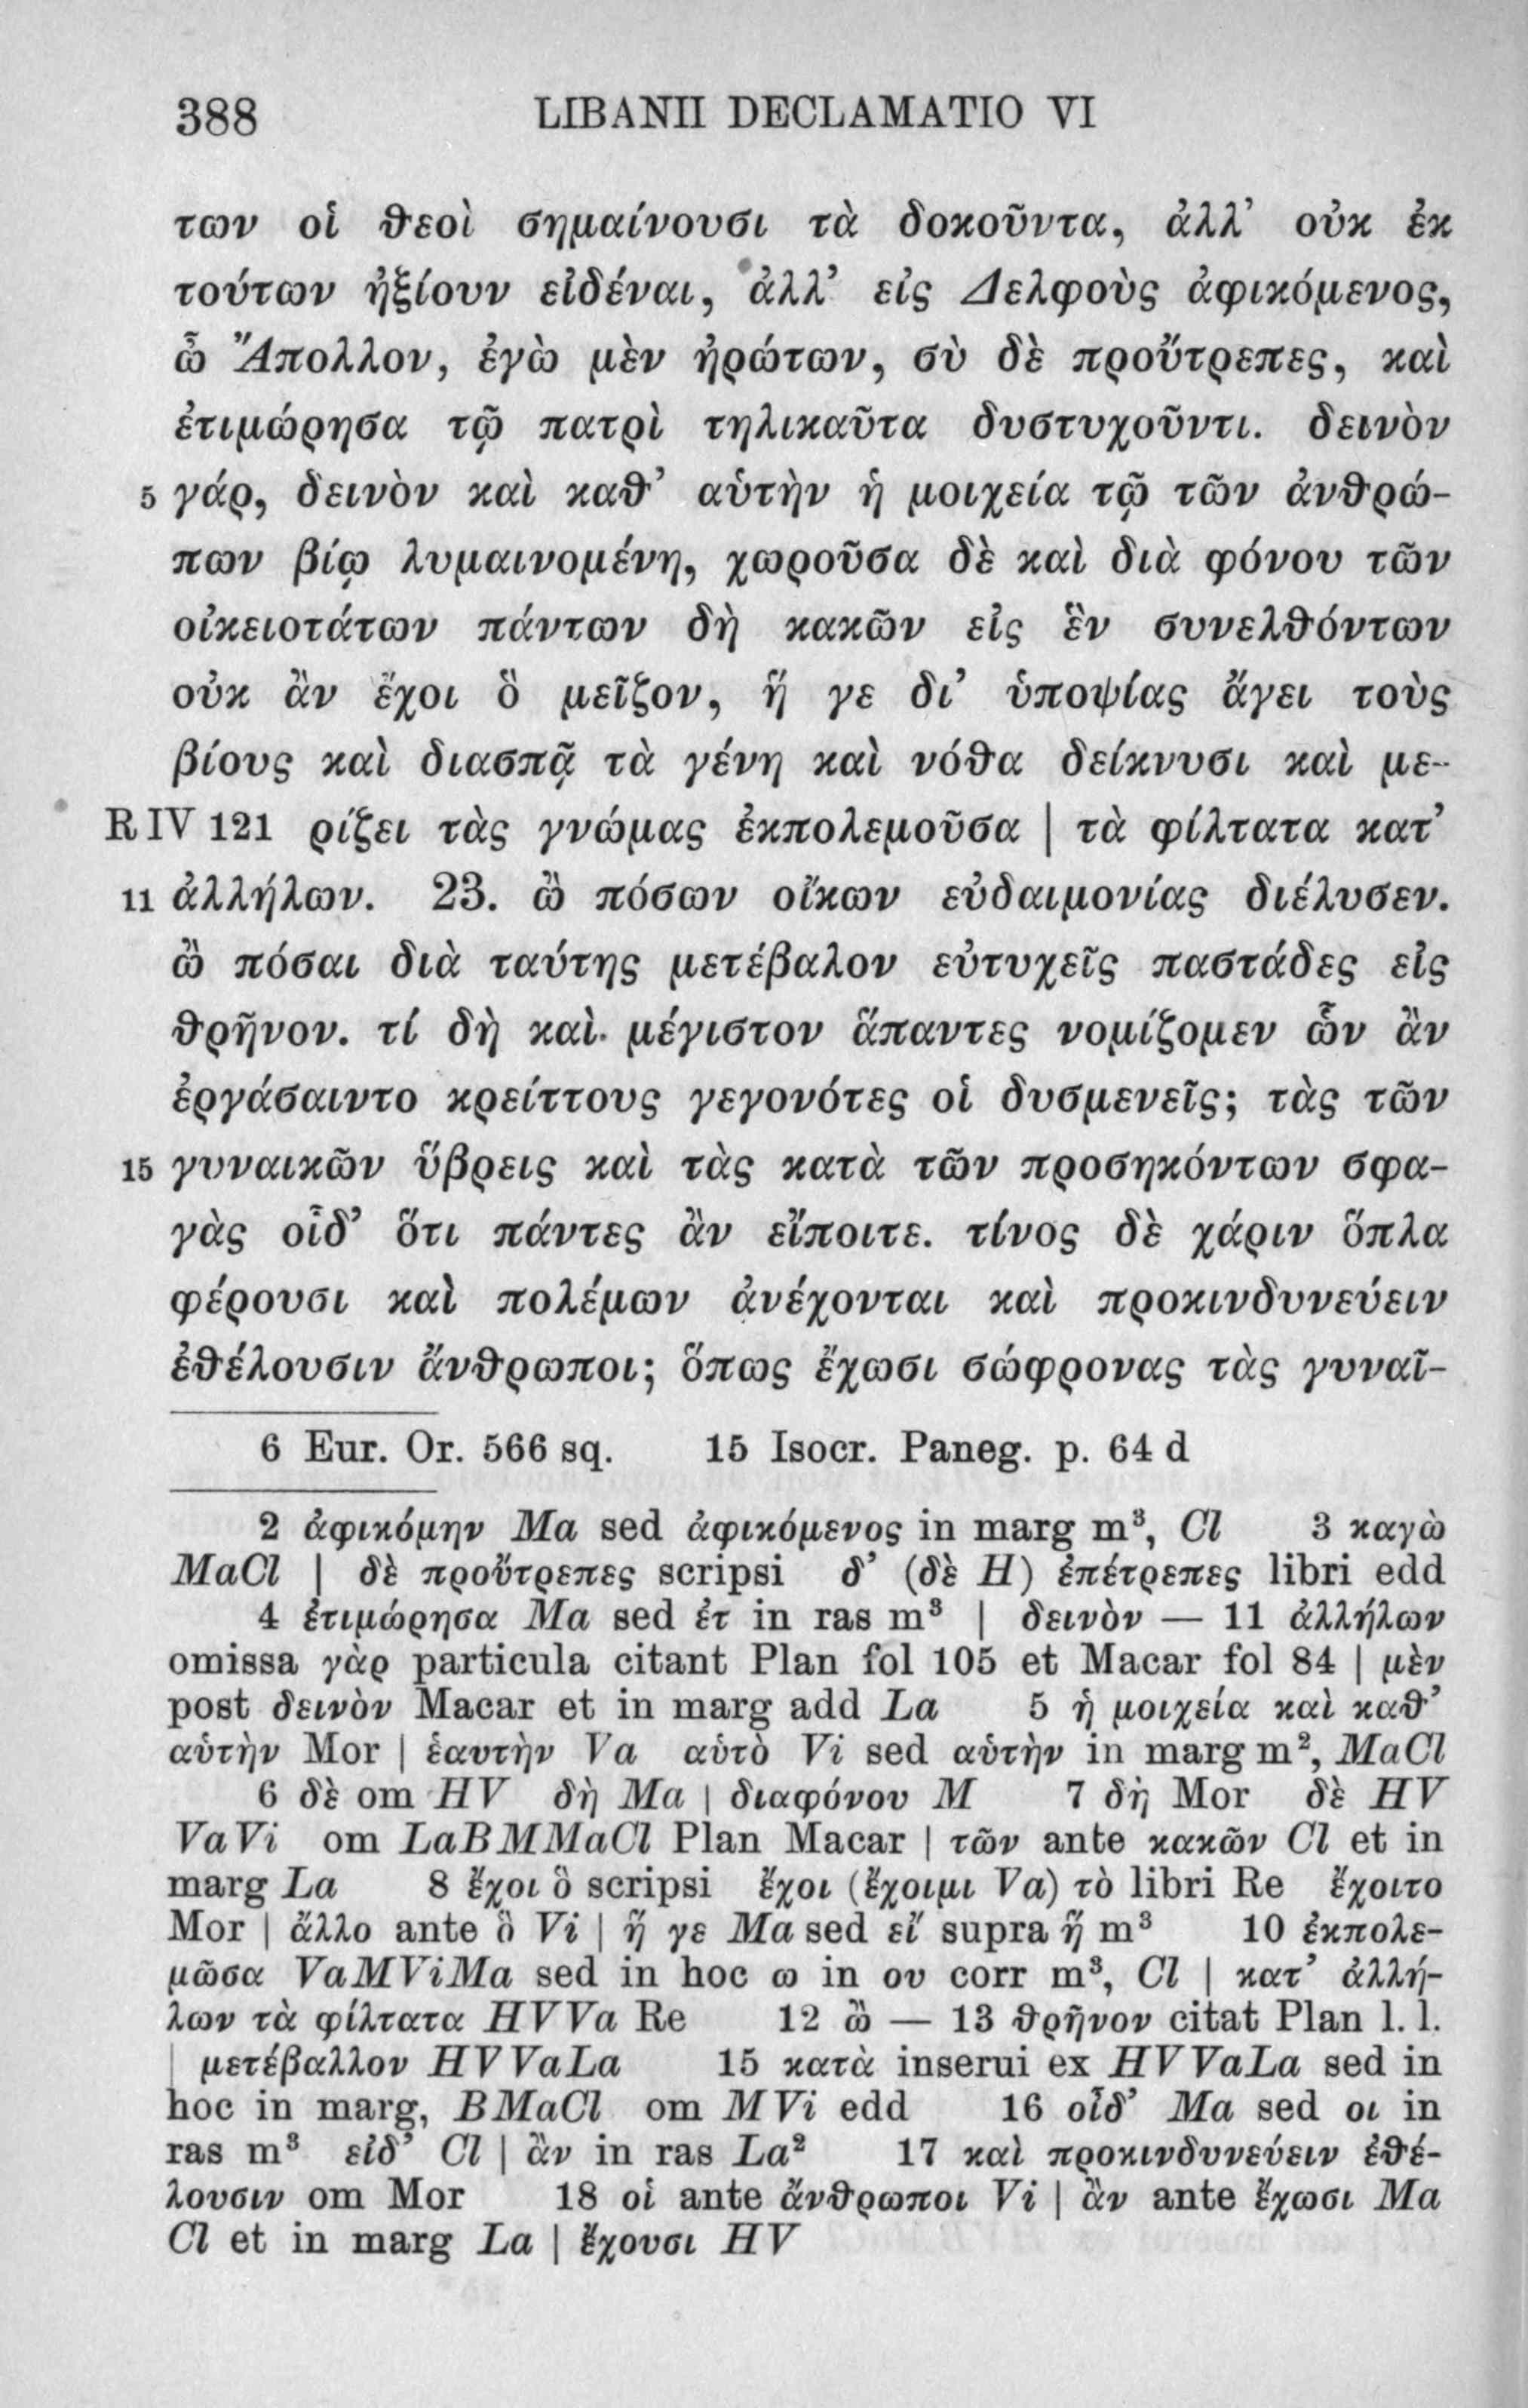 388 LIBANII DECLAMATIO VI
των οἱ θεοὶ σημαίνουσι τὰ δοκοῦντα, ἀλλ’ οὐκ ἐκ
τούτων ἠξίουν εἰδέναι, ἀλλ’ εἰς Δελφοὺς ἀφικόμενος,
ὦ Ἄπολλον, ἐγὼ μὲν ἠρώτων, σὺ δὲ προὔτρεπες, καὶ
ἐτιμώρησα τῷ πατρὶ τηλικαῦτα δυστυχοῦντι. δεινὸν
5 γάρ, δεινὸν καὶ καθ’ αὑτὴν ἡ μοιχεία τῷ τῶν ἀνθρώ-
πων βίῳ λυμαινομένη, χωροῦσα δὲ καὶ διὰ φόνου τῶν
οἰκειοτάτων πάντων δὴ κακῶν εἰς ἓν συνελθόντων
οὐκ ἂν ἔχοι ὃ μεῖζον, ἥ γε δι’ ὑποψίας ἄγει τοὺς
βίους καὶ διασπᾷ τὰ γένη καὶ νόθα δείκνυσι καὶ με-
R IV 121 ρίζει τὰς γνώμας ἐκπολεμοῦσα | τὰ φίλτατα κατ’
11 ἀλλήλων. 23. ὢ πόσων οἴκων εὐδαιμονίας διέλυσεν.
ὢ πόσαι διὰ ταύτης μετέβαλον εὐτυχεῖς παστάδες εἰς
θρῆνον. τί δὴ καὶ μέγιστον ἅπαντες νομίζομεν ὧν ἂν
ἐργάσαιντο κρείττους γεγονότες οἱ δυσμενεῖς; τὰς τῶν
15 γυναικῶν ὕβρεις καὶ τὰς κατὰ τῶν προσηκόντων σφα-
γὰς οἶδ’ ὅτι πάντες ἂν εἴποιτε. τίνος δὲ χάριν ὅπλα
φέρουσι καὶ πολέμων ἀνέχονται καὶ προκινδυνεύειν
ἐθέλουσιν ἄνθρωποι; ὅπως ἔχωσι σώφρονας τὰς γυναῖ-
6 Eur. Or. 566 sq. 15 Isocr. Paneg. p. 64 d
2 ἀφικόμην Ma sed ἀφικόμενος in marg m³, Cl 3 καγὼ
MaCl | δὲ προὔτρεπες scripsi δ’ (δὲ H) ἐπέτρεπες libri edd
4 ἐτιμώρησα Ma sed ἐτ in ras m³ | δεινὸν — 11 ἀλλήλων
omissa γὰρ particula citant Plan fol 105 et Macar fol 84 | μὲν
post δεινὸν Macar et in marg add La 5 ἡ μοιχεία καὶ καθ’
αὑτὴν Mor | ἑαυτὴν Va αὑτὸ Vi sed αὑτὴν in marg m², MaCl
6 δὲ om HV δὴ Ma | διαφόνου M 7 δὴ Mor δὲ HV
VaVi om LaBMMaCl Plan Macar | τῶν ante κακῶν Cl et in
marg La 8 ἔχοι ὃ scripsi ἔχοι (ἔχοιμι Va) τὸ libri Re ἔχοιτο
Mor | ἄλλο ante ὃ Vi | ἥ γε Ma sed εἴ supra ἥ m³ 10 ἐκπολε-
μῶσα VaMViMa sed in hoc ω in ου corr m³, Cl | κατ’ ἀλλή-
λων τὰ φίλτατα HVVa Re 12 ὢ — 13 θρῆνον citat Plan l. l.
| μετέβαλλον HVVaLa 15 κατὰ inserui ex HVVaLa sed in
hoc in marg, BMaCl om MVi edd 16 οἶδ’ Ma sed οι in
ras m³ εἰδ’ Cl | ἂν in ras La² 17 καὶ προκινδυνεύειν ἐθέ-
λουσιν om Mor 18 οἱ ante ἄνθρωποι Vi | ἂν ante ἔχωσι Ma
Cl et in marg La | ἔχουσι HV